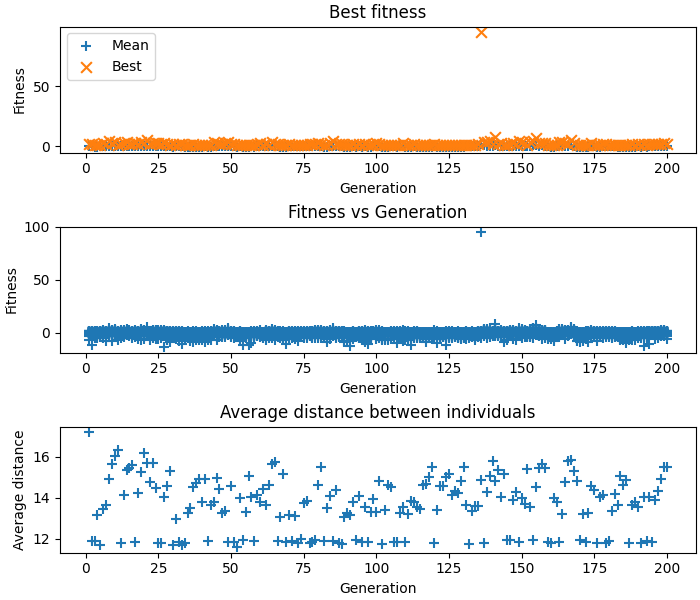 Best fitness
Fitness
50
0
Mean
Best
0 25 50 75 100 125 150 175 200
Generation
Fitness vs Generation
Fitness
100
50
0
0 25 50 75 100 125 150 175 200
Generation
Average distance between individuals
Average distance
16
14
12
0 25 50 75 100 125 150 175 200
Generation